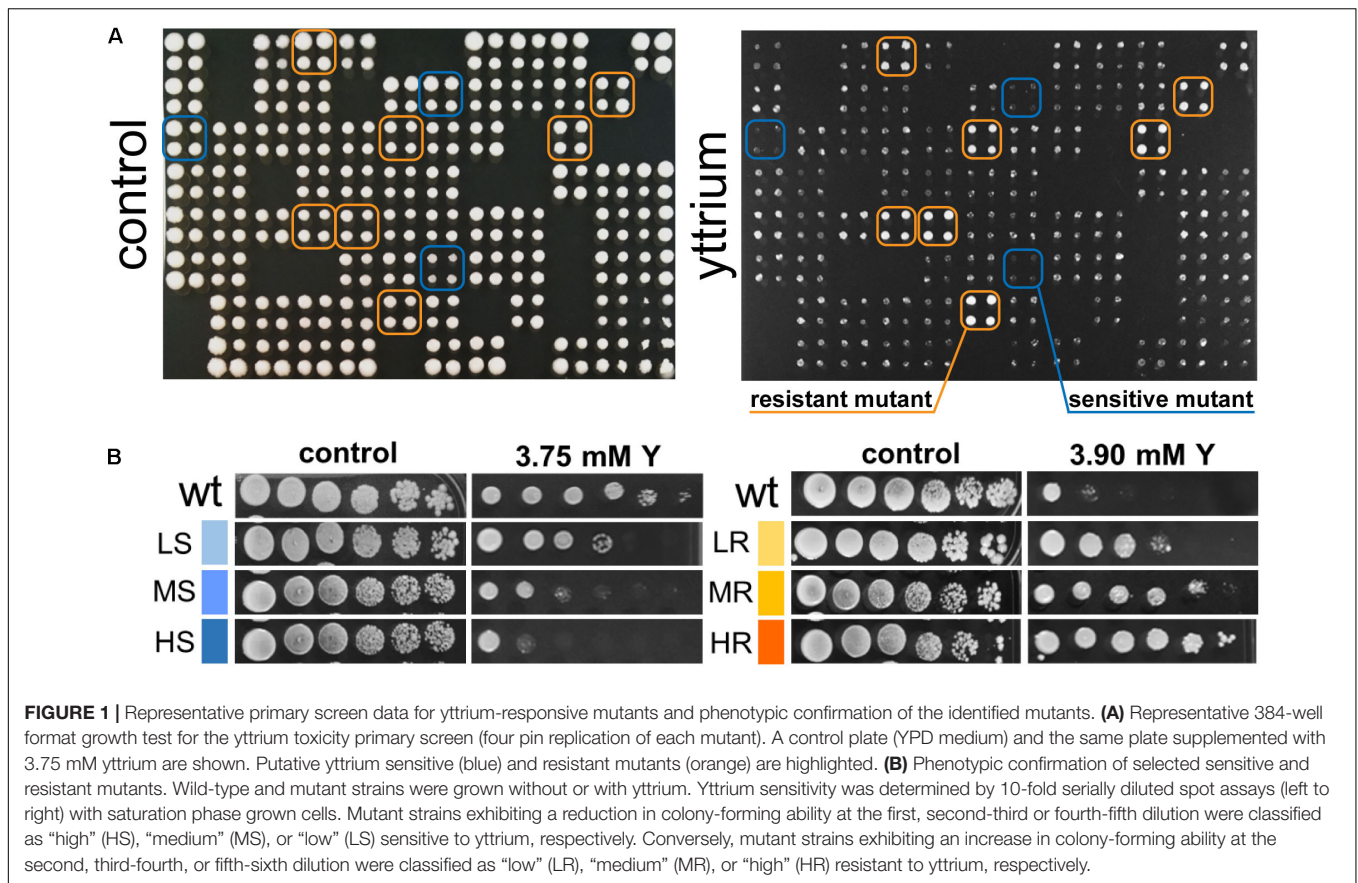 A
control
yttrium
resistant mutant
sensitive mutant
B
control
3.75 mM Y
wt
LS
MS
HS
control
3.90 mM Y
wt
LR
MR
HR
FIGURE 1 | Representative primary screen data for yttrium-responsive mutants and phenotypic confirmation of the identified mutants. (A) Representative 384-well
format growth test for the yttrium toxicity primary screen (four pin replication of each mutant). A control plate (YPD medium) and the same plate supplemented with
3.75 mM yttrium are shown. Putative yttrium sensitive (blue) and resistant mutants (orange) are highlighted. (B) Phenotypic confirmation of selected sensitive and
resistant mutants. Wild-type and mutant strains were grown without or with yttrium. Yttrium sensitivity was determined by 10-fold serially diluted spot assays (left to
right) with saturation phase grown cells. Mutant strains exhibiting a reduction in colony-forming ability at the first, second-third or fourth-fifth dilution were classified
as “high” (HS), “medium” (MS), or “low” (LS) sensitive to yttrium, respectively. Conversely, mutant strains exhibiting an increase in colony-forming ability at the
second, third-fourth, or fifth-sixth dilution were classified as “low” (LR), “medium” (MR), or “high” (HR) resistant to yttrium, respectively.